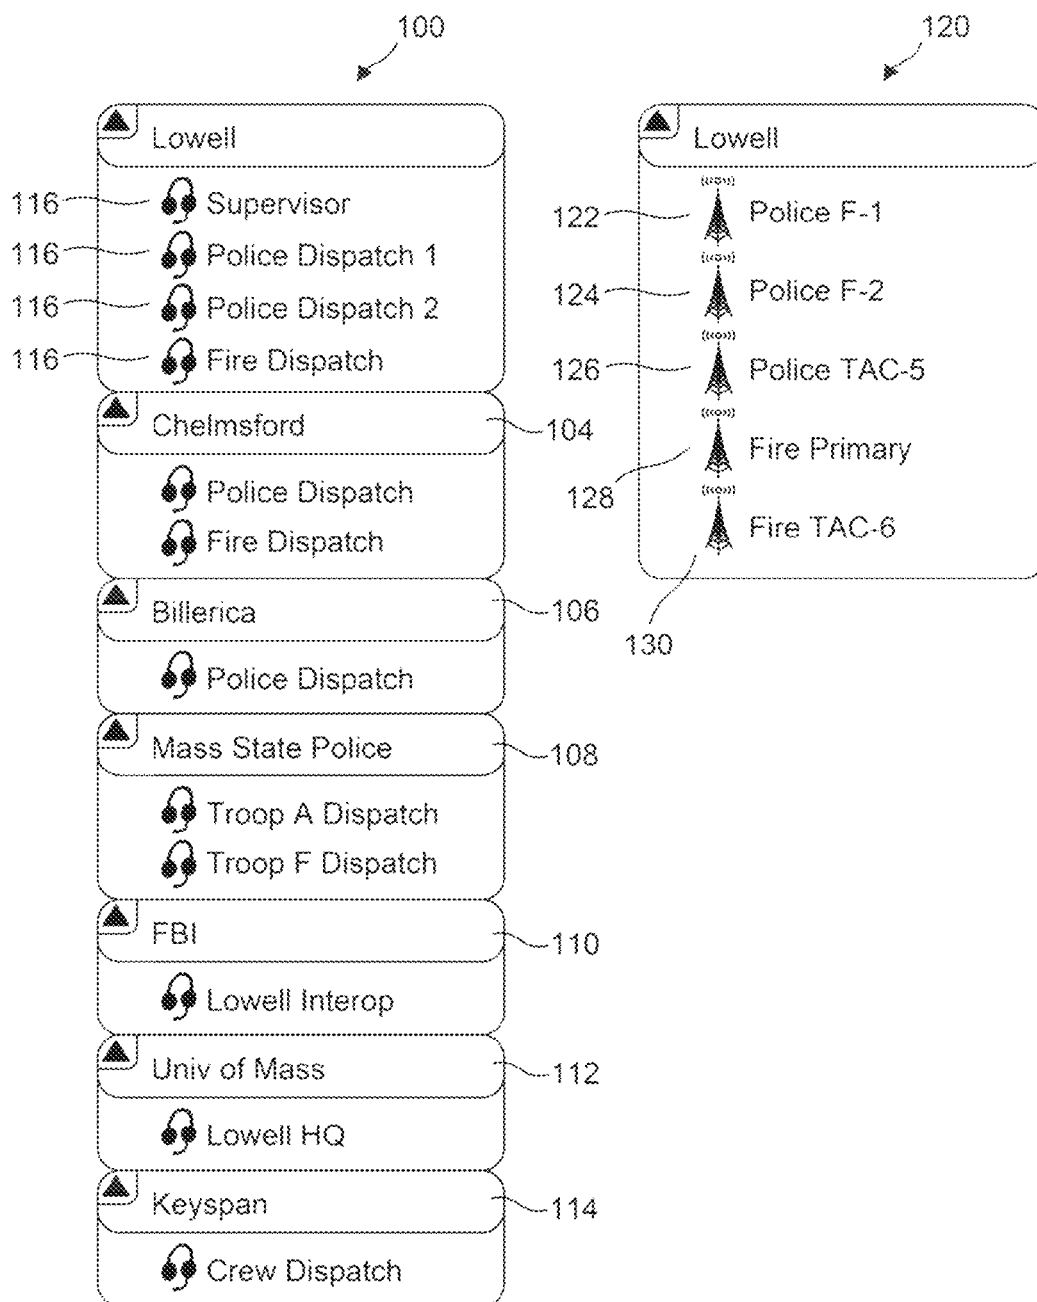 100
Lowell
116 Supervisor
116 Police Dispatch 1
116 Police Dispatch 2
116 Fire Dispatch
Chelmsford 104
Police Dispatch
Fire Dispatch
Billerica 106
Police Dispatch
Mass State Police 108
Troop A Dispatch
Troop F Dispatch
FBI 110
Lowell Interop
Univ of Mass 112
Lowell HQ
Keyspan 114
Crew Dispatch
120
Lowell
122 Police F-1
124 Police F-2
126 Police TAC-5
128 Fire Primary
130 Fire TAC-6